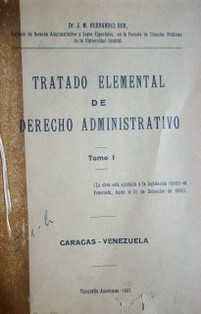 Dr. J. M. HERNANDEZ RON,
Profesor de Derecho Administrativo y Leyes Especiales, en la Escuela de Ciencias Políticas
de la Universidad Central.
TRATADO ELEMENTAL
DE
DERECHO ADMINISTRATIVO
Tomo I
(La obra está ajustada a la legislación vigente en
Venezuela, hasta el 31 de Diciembre de
CARACAS - VENEZUELA
Tipografía Americana